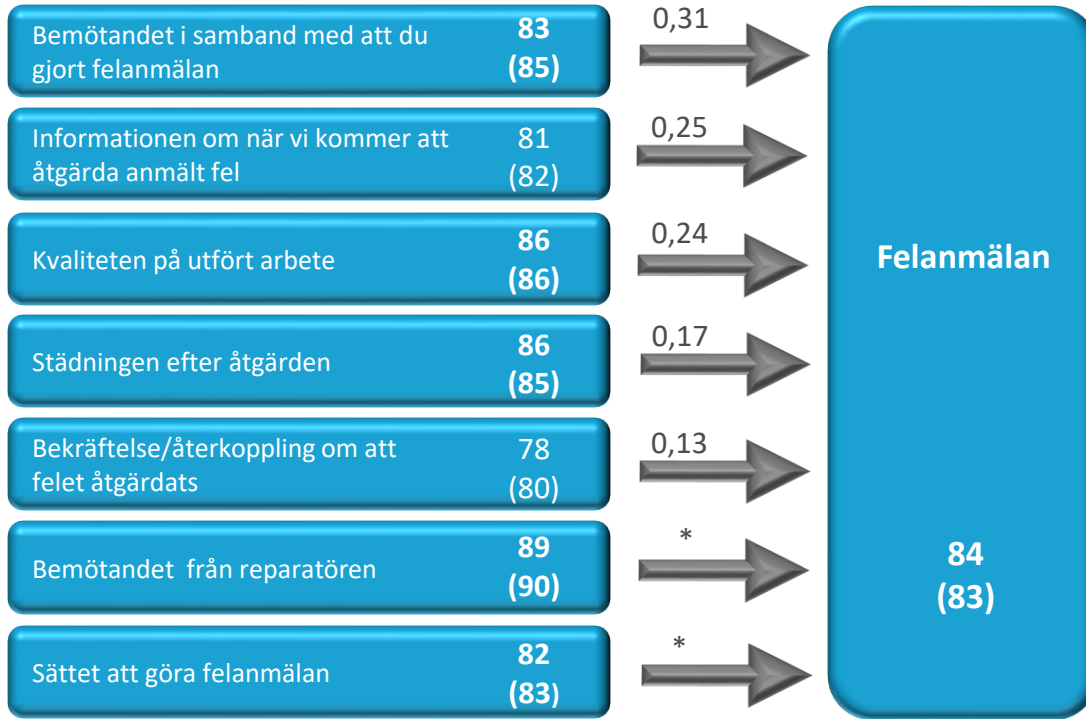 Bemötandet i samband med att du
gjort felanmälan
83
(85)
0,31
Informationen om när vi kommer att
åtgärda anmält fel
81
(82)
0,25
Kvaliteten på utfört arbete
86
(86)
0,24
Städningen efter åtgärden
86
(85)
0,17
Bekräftelse/återkoppling om att
felet åtgärdats
78
(80)
0,13
Bemötandet från reparatören
89
(90)
*
Sättet att göra felanmälan
82
(83)
*
Felanmälan
84
(83)